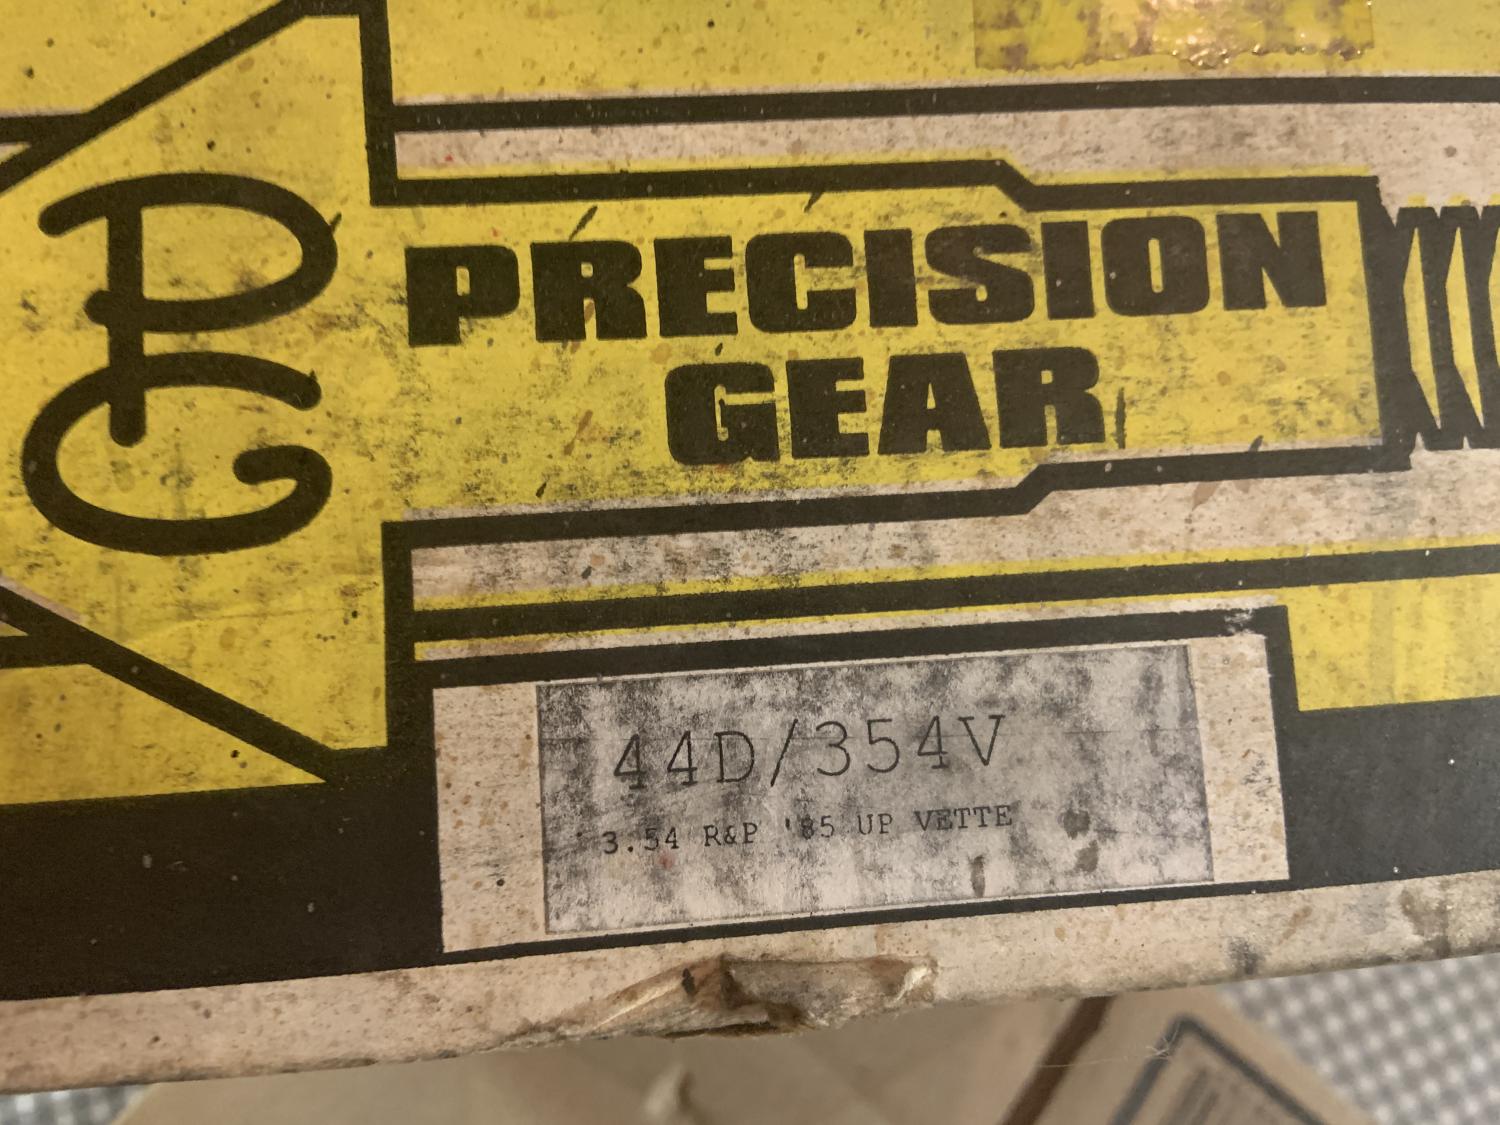 PG
PRECISION
GEAR
44D/354V
3.54 R&P '85 UP VETTE